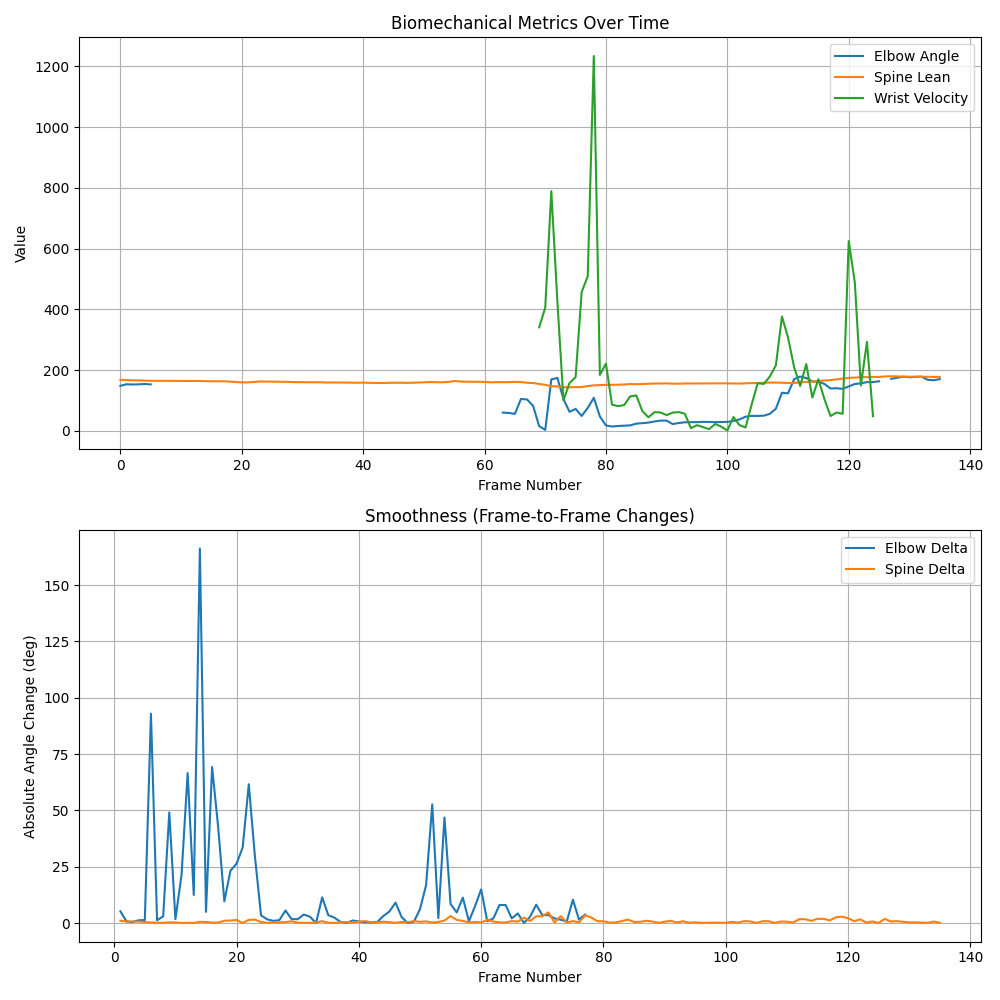 Biomechanical Metrics Over Time
Elbow Angle
Spine Lean
Wrist Velocity
Value
1200
1000
800
600
400
200
0
0 20 40 60 80 100 120 140
Frame Number
Smoothness (Frame-to-Frame Changes)
Elbow Delta
Spine Delta
Absolute Angle Change (deg)
150
125
100
75
50
25
0
0 20 40 60 80 100 120 140
Frame Number